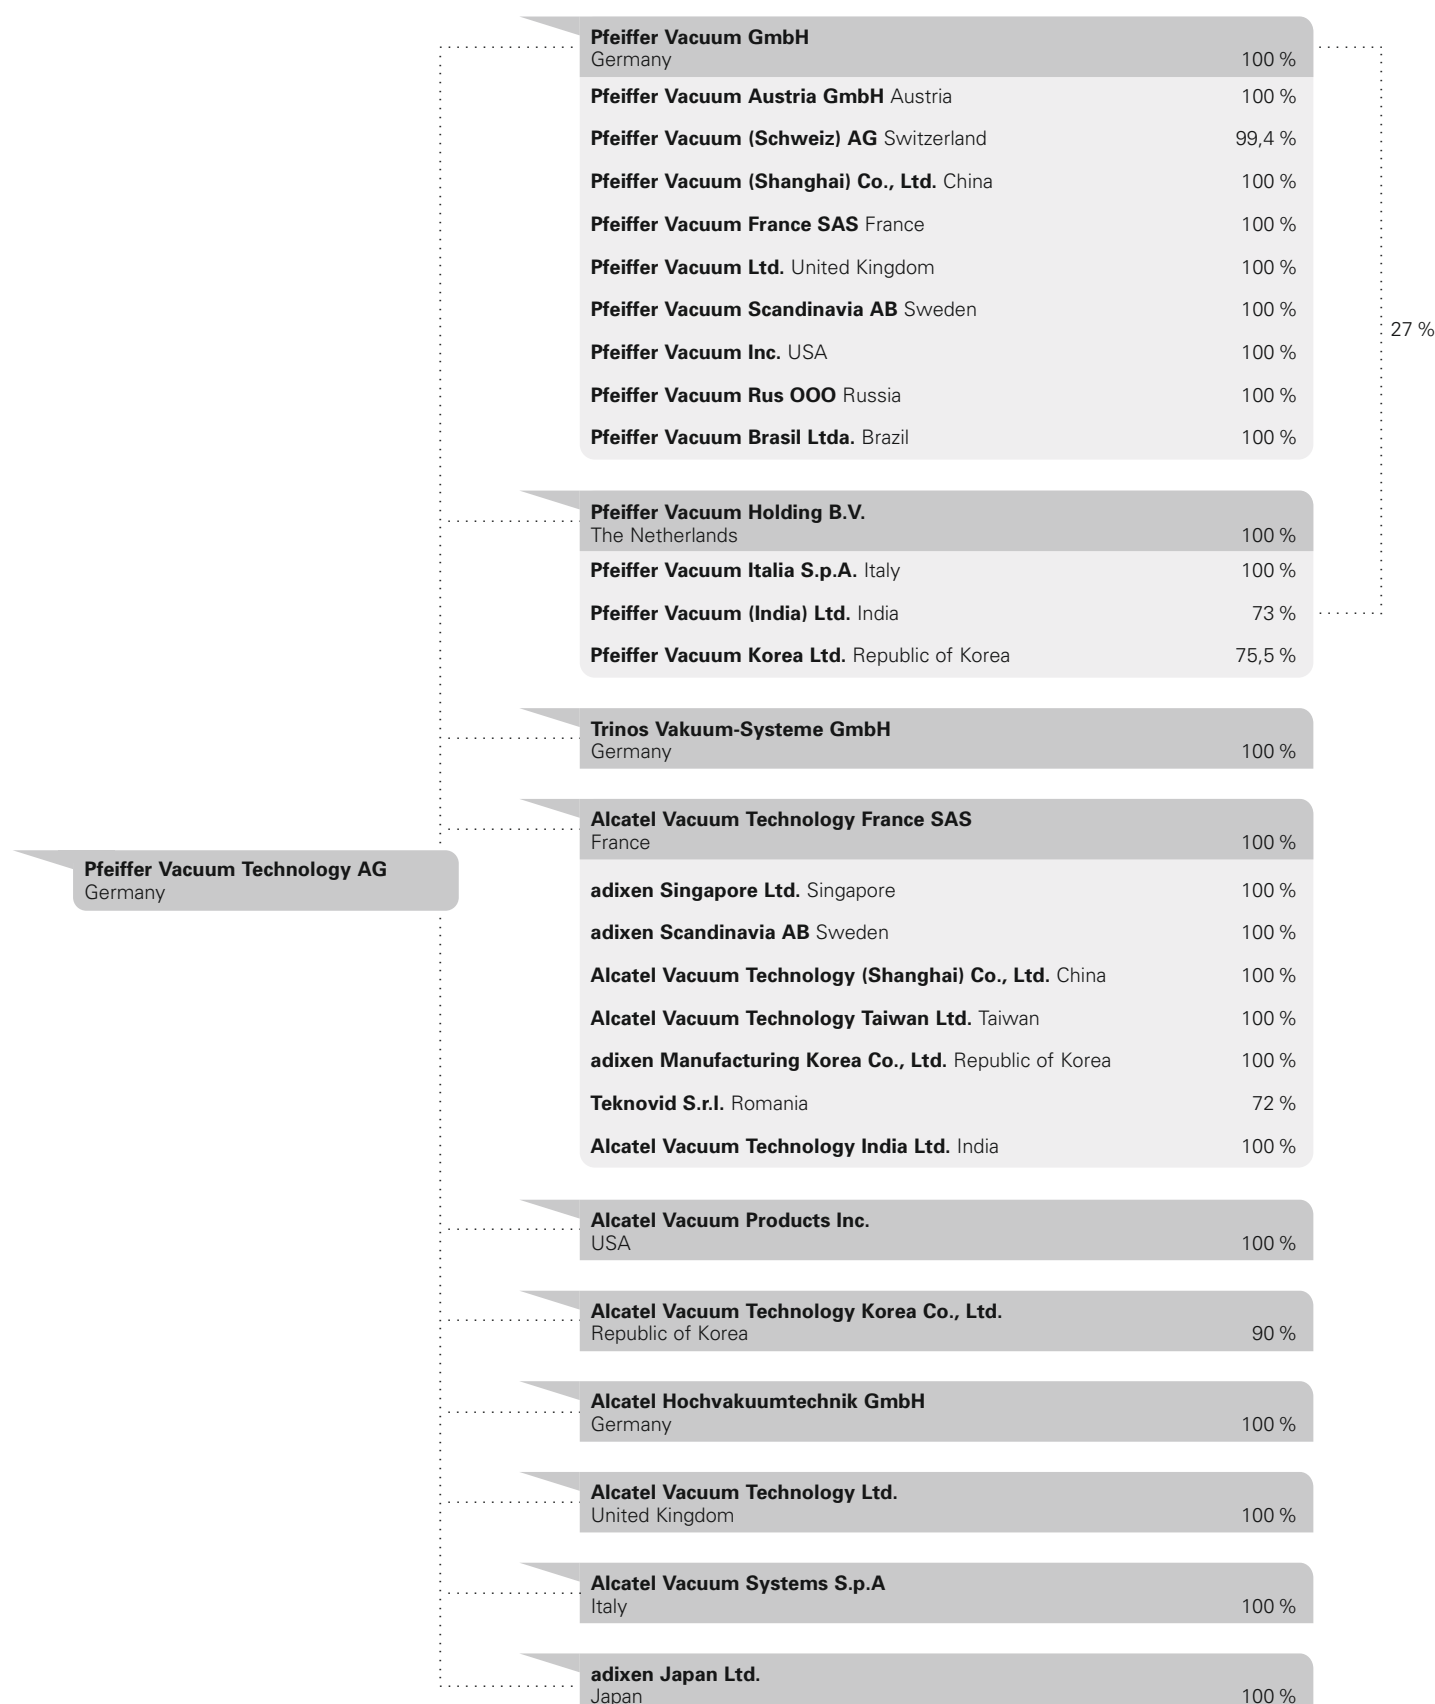 Pfeiffer Vacuum GmbH
Germany 100 %
Pfeiffer Vacuum Austria GmbH Austria 100 %
Pfeiffer Vacuum (Schweiz) AG Switzerland 99,4 %
Pfeiffer Vacuum (Shanghai) Co., Ltd. China 100 %
Pfeiffer Vacuum France SAS France 100 %
Pfeiffer Vacuum Ltd. United Kingdom 100 %
Pfeiffer Vacuum Scandinavia AB Sweden 100 %
27 %
Pfeiffer Vacuum Inc. USA 100 %
Pfeiffer Vacuum Rus OOO Russia 100 %
Pfeiffer Vacuum Brasil Ltda. Brazil 100 %
Pfeiffer Vacuum Holding B.V.
The Netherlands 100 %
Pfeiffer Vacuum Italia S.p.A. Italy 100 %
Pfeiffer Vacuum (India) Ltd. India 73 %
Pfeiffer Vacuum Korea Ltd. Republic of Korea 75,5 %
Trinos Vakuum-Systeme GmbH
Germany 100 %
Alcatel Vacuum Technology France SAS
France 100 %
Pfeiffer Vacuum Technology AG
Germany
adixen Singapore Ltd. Singapore 100 %
adixen Scandinavia AB Sweden 100 %
Alcatel Vacuum Technology (Shanghai) Co., Ltd. China 100 %
Alcatel Vacuum Technology Taiwan Ltd. Taiwan 100 %
adixen Manufacturing Korea Co., Ltd. Republic of Korea 100 %
Teknovid S.r.l. Romania 72 %
Alcatel Vacuum Technology India Ltd. India 100 %
Alcatel Vacuum Products Inc.
USA 100 %
Alcatel Vacuum Technology Korea Co., Ltd.
Republic of Korea 90 %
Alcatel Hochvakuumtechnik GmbH
Germany 100 %
Alcatel Vacuum Technology Ltd.
United Kingdom 100 %
Alcatel Vacuum Systems S.p.A
Italy 100 %
adixen Japan Ltd.
Japan 100 %